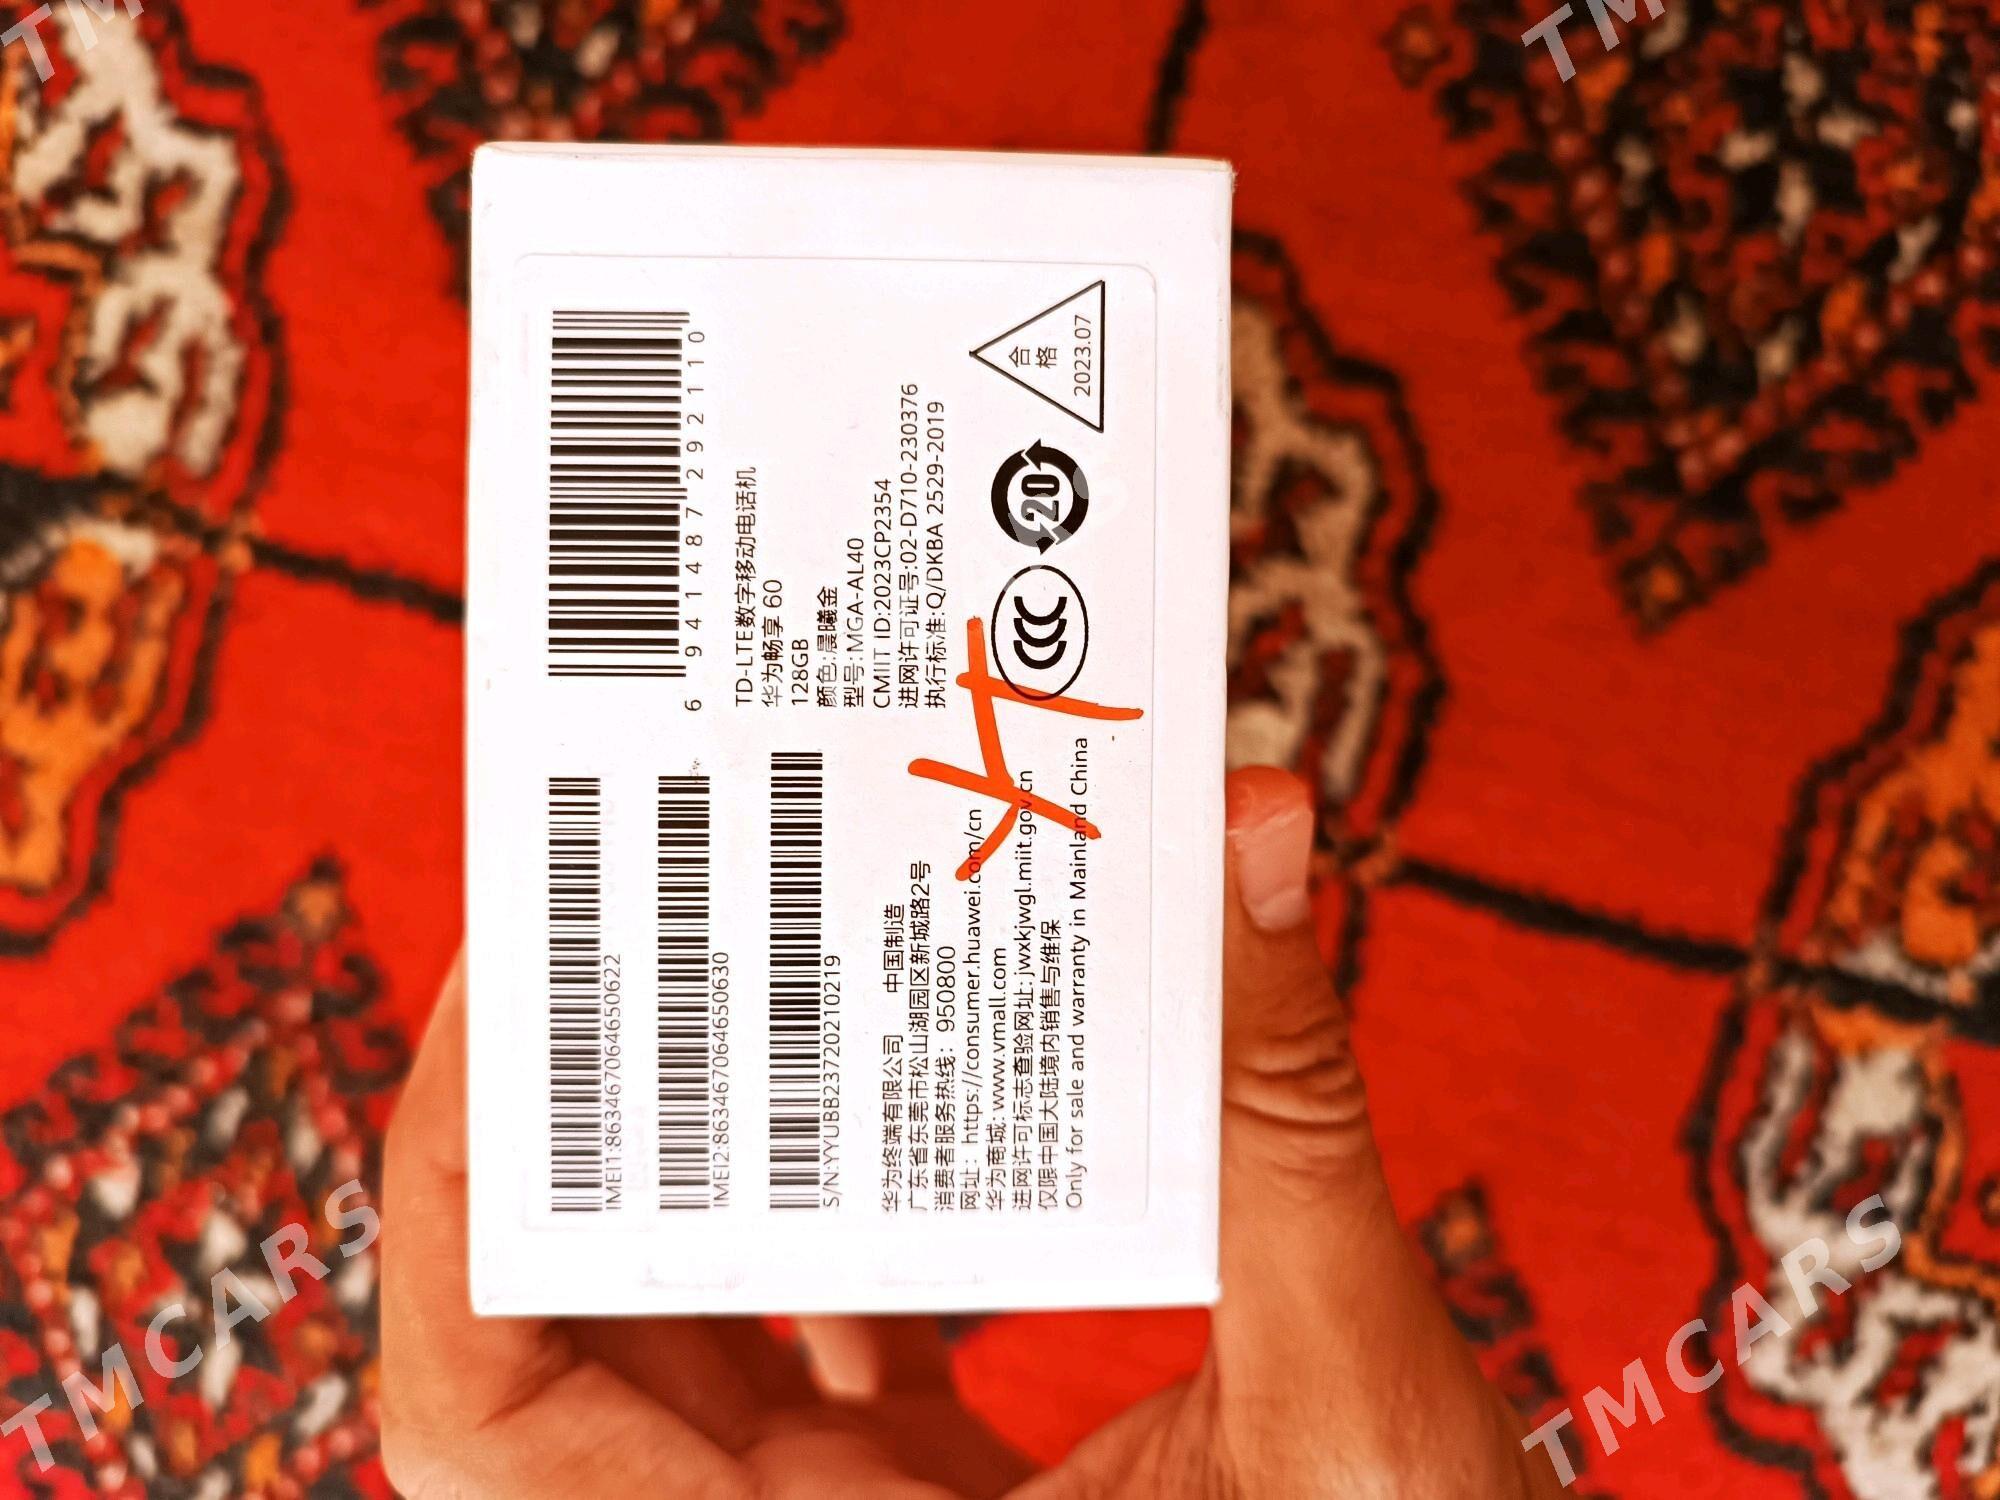 IMEI1:863467064650622
IMEI2:863467064650630
S/N:YYUBB23720210219
6 941487 292110
TD-LTE数字移动电话机
华为畅享 60
128GB
颜色:晨曦金
型号:MGA-AL40
CMIIT ID:2023CP2354
进网许可证号:02-D710-230376
执行标准:Q/DKBA 2529-2019
华为终端有限公司 中国制造
广东省东莞市松山湖园区新城路2号
消费者服务热线：950800
网址：https://consumer.huawei.com/cn
华为商城: www.vmall.com
进网许可标志查验网址: jwxkjwgl.miit.gov.cn
仅限中国大陆境内销售与维保
Only for sale and warranty in Mainland China
CCC
20
合格
2023.07
TMCARS
TMCARS